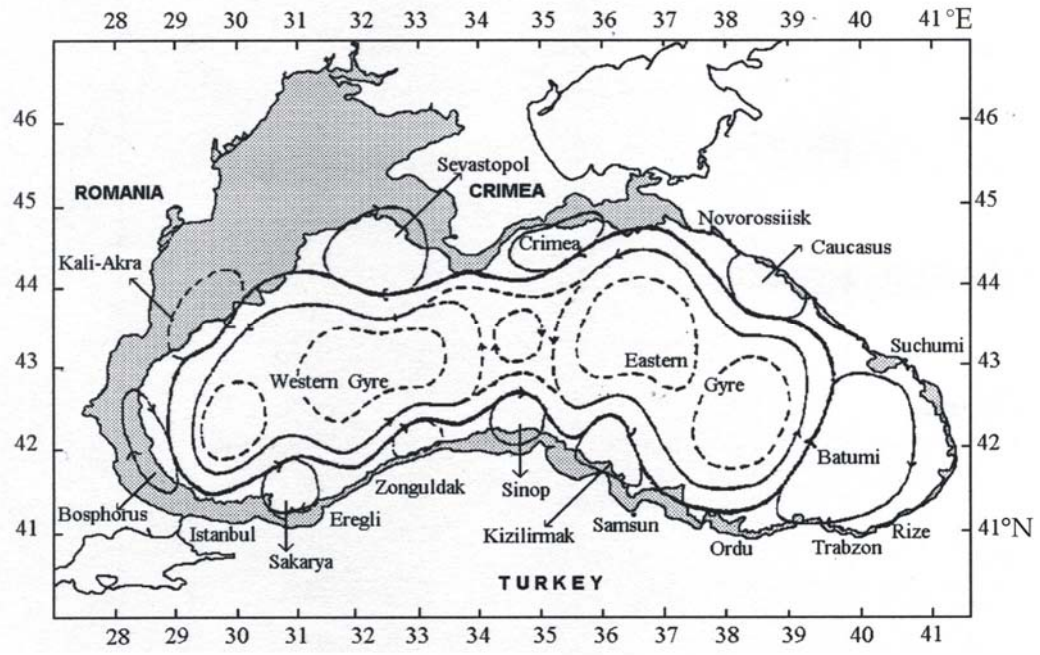 28 29 30 31 32 33 34 35 36 37 38 39 40 41°E
46 46
Sevastopol
ROMANIA CRIMEA
45 45
Novorossiisk
Crimea
Caucasus
Kali-Akra
44 44
Suchumi
43 43
Eastern
Western Gyre Gyre
42 42
Batumi
Zonguldak
Sinop
Bosphorus
Eregli
Istanbul
Kizilirmak
Samsun
Rize
41 41°N
Ordu
Trabzon
Sakarya
TURKEY
28 29 30 31 32 33 34 35 36 37 38 39 40 41